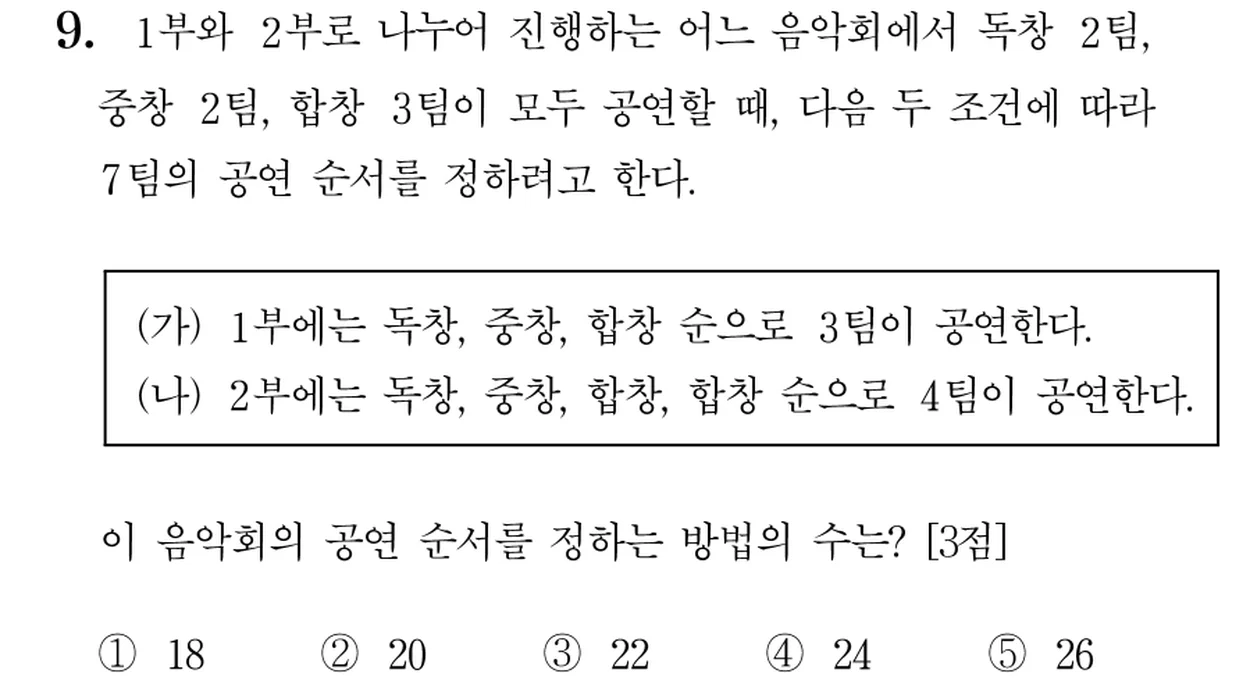 9. 1부와 2부로 나누어 진행하는 어느 음악회에서 독창 2팀,
중창 2팀, 합창 3팀이 모두 공연할 때, 다음 두 조건에 따라
7팀의 공연 순서를 정하려고 한다.
(가) 1부에는 독창, 중창, 합창 순으로 3팀이 공연한다.
(나) 2부에는 독창, 중창, 합창, 합창 순으로 4팀이 공연한다.
이 음악회의 공연 순서를 정하는 방법의 수는? [3점]
① 18 ② 20 ③ 22 ④ 24 ⑤ 26